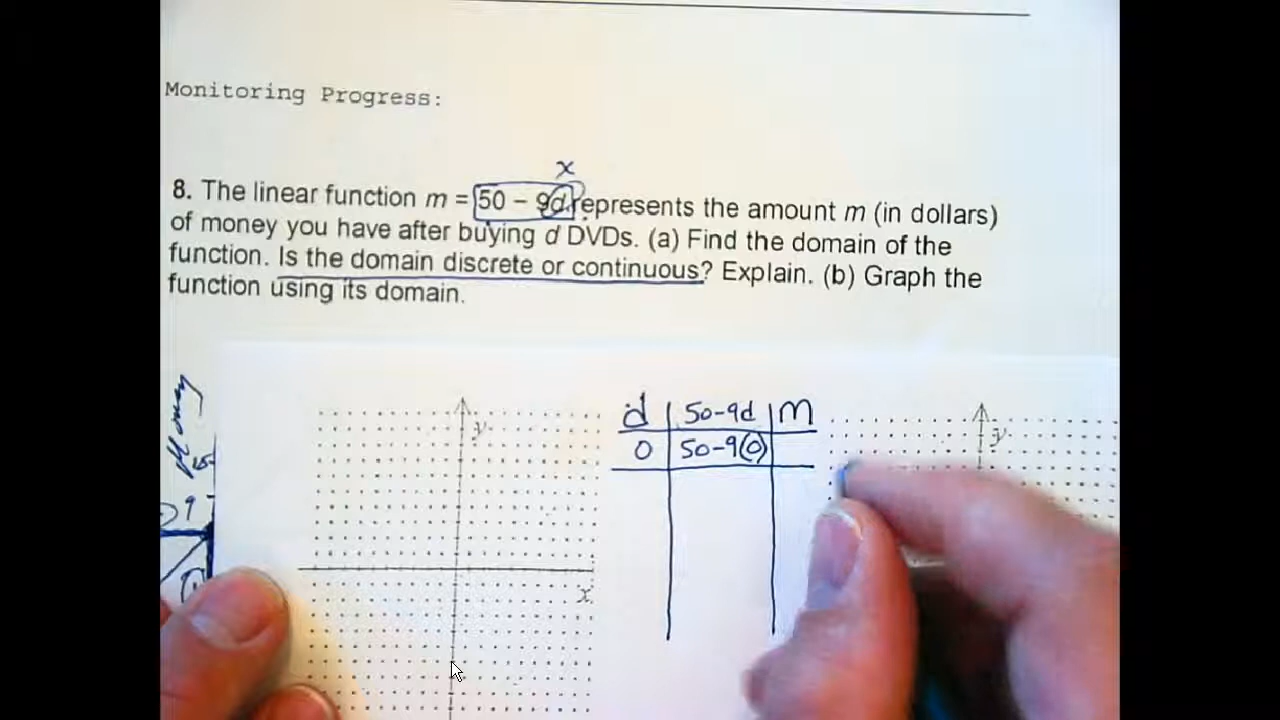 Monitoring Progress:
x
8. The linear function m = 50 – 9d represents the amount m (in dollars)
of money you have after buying d DVDs. (a) Find the domain of the
function. Is the domain discrete or continuous? Explain. (b) Graph the
function using its domain.
Money
d 50-9d m
0 50-9(0)
y
x
y
9